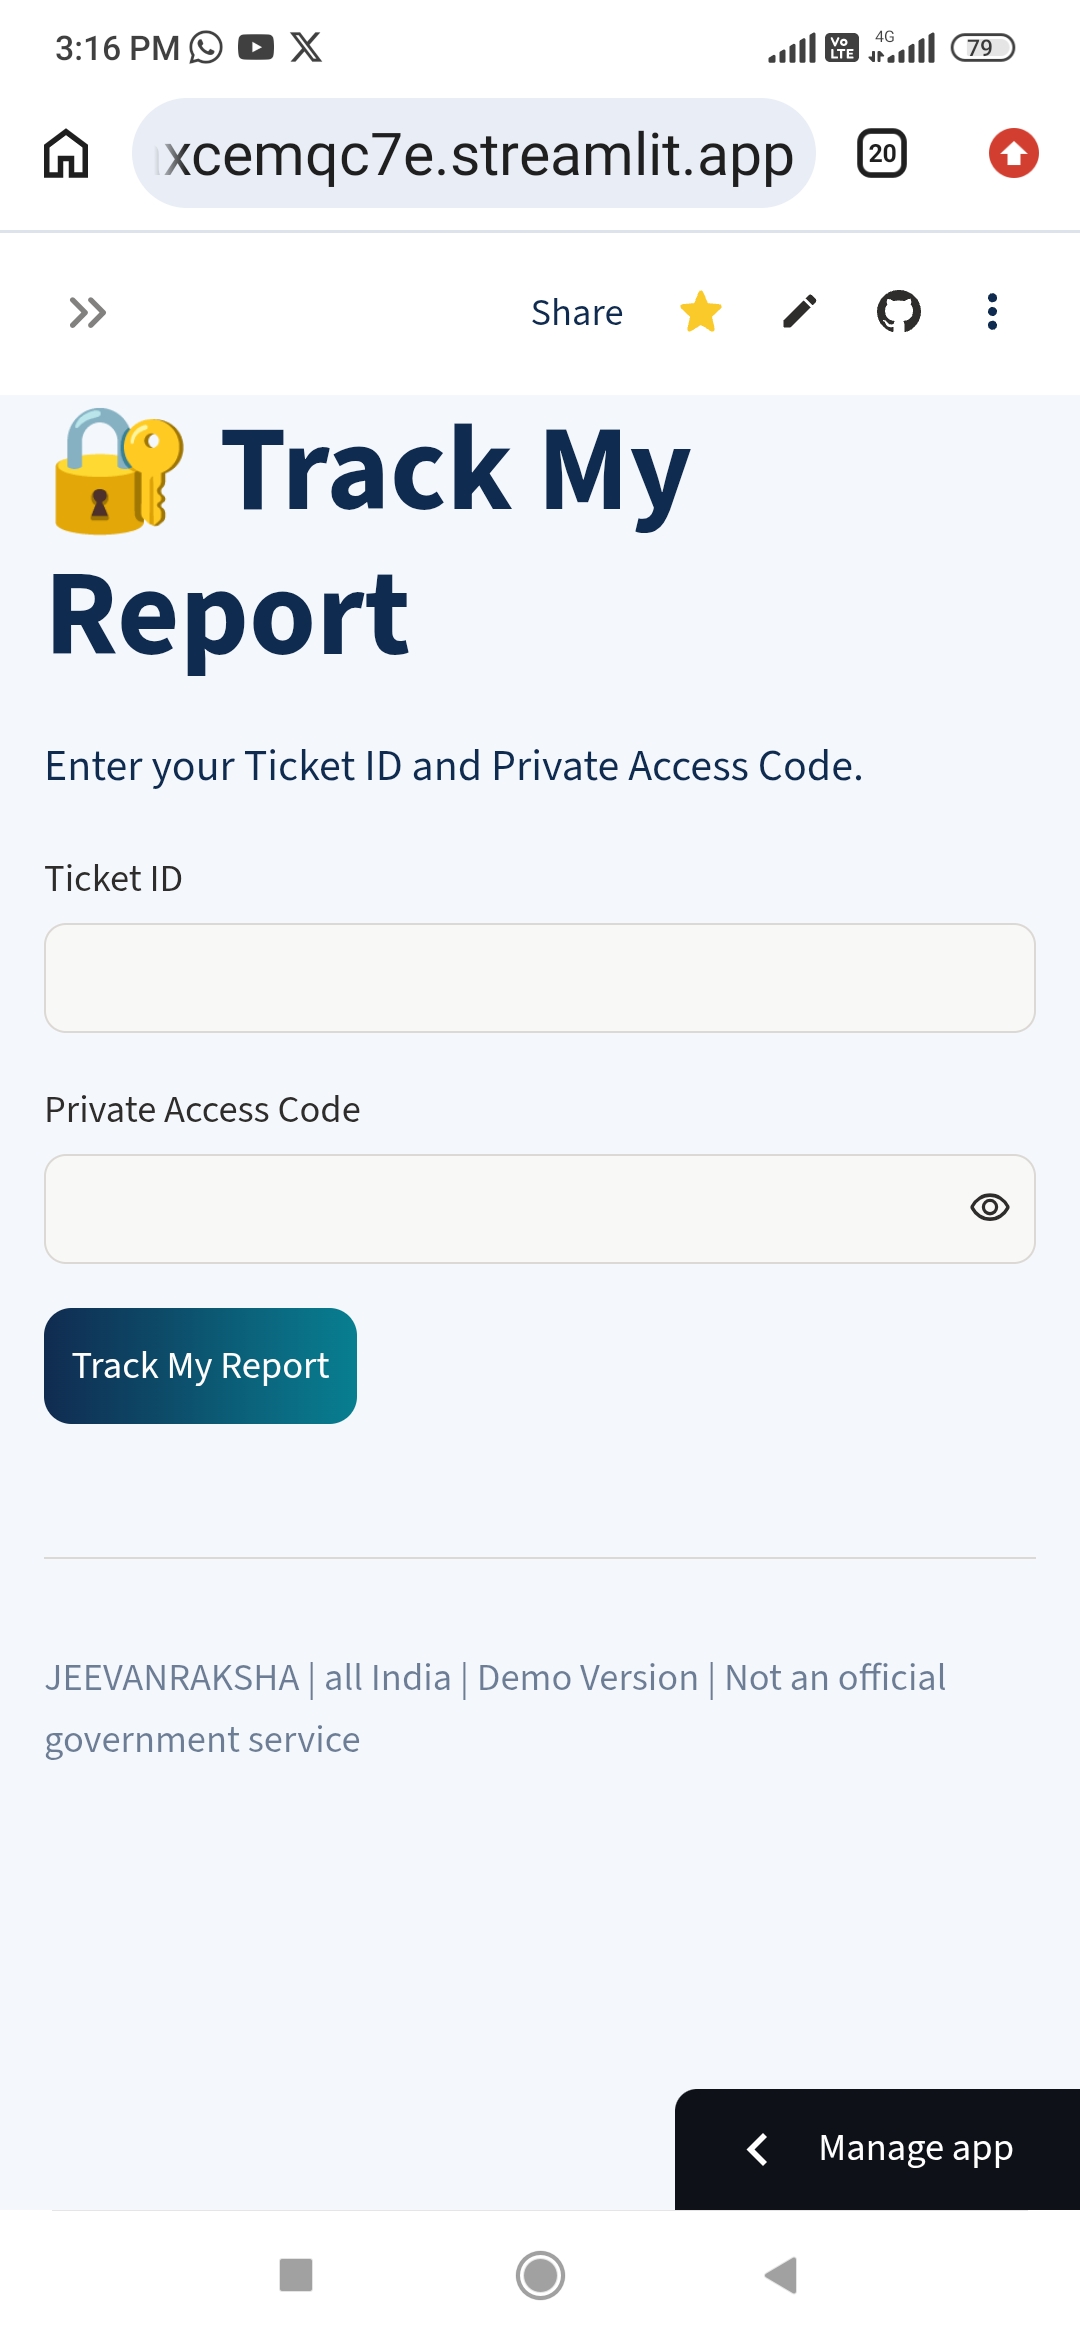 3:16 PM
Vo LTE 4G 79
xcemqc7e.streamlit.app 20
Share
Track My
Report
Enter your Ticket ID and Private Access Code.
Ticket ID
Private Access Code
Track My Report
JEEVANRAKSHA | all India | Demo Version | Not an official
government service
Manage app